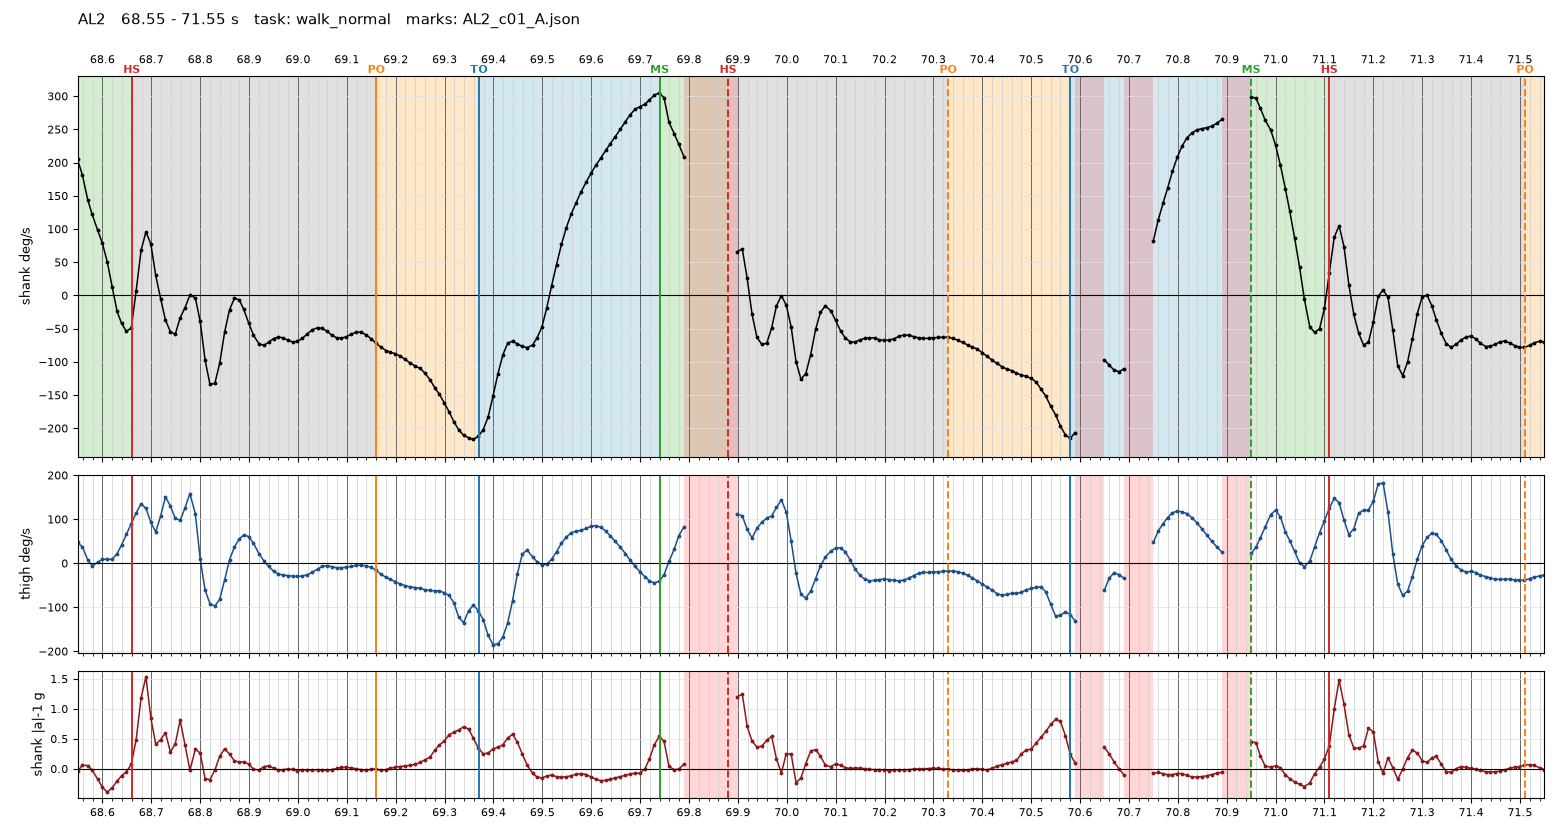 AL2   68.55 - 71.55 s   task: walk_normal   marks: AL2_c01_A.json
68.6 68.7 68.8 68.9 69.0 69.1 69.2 69.3 69.4 69.5 69.6 69.7 69.8 69.9 70.0 70.1 70.2 70.3 70.4 70.5 70.6 70.7 70.8 70.9 71.0 71.1 71.2 71.3 71.4 71.5
HS PO TO MS HS PO TO MS HS PO
shank deg/s
300
250
200
150
100
50
0
−50
−100
−150
−200
thigh deg/s
200
100
0
−100
−200
shank |a|-1 g
1.5
1.0
0.5
0.0
68.6 68.7 68.8 68.9 69.0 69.1 69.2 69.3 69.4 69.5 69.6 69.7 69.8 69.9 70.0 70.1 70.2 70.3 70.4 70.5 70.6 70.7 70.8 70.9 71.0 71.1 71.2 71.3 71.4 71.5